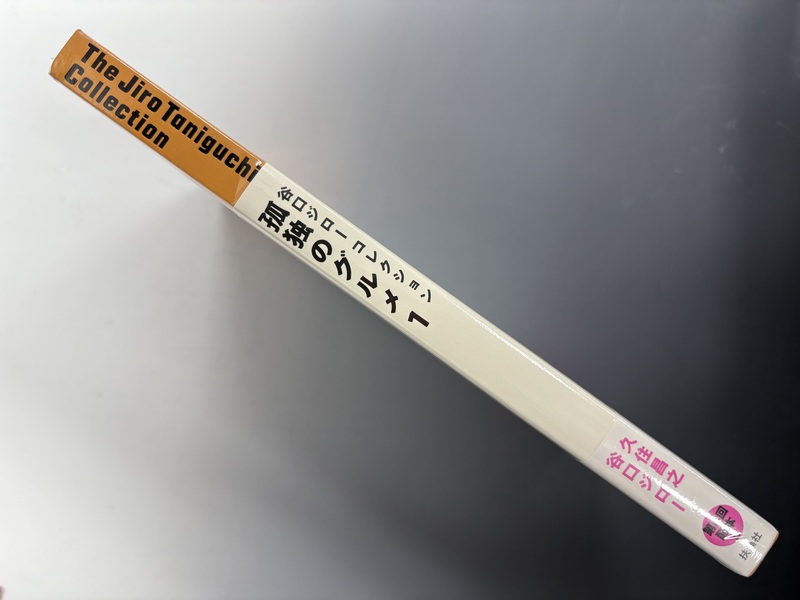 The Jiro Taniguchi
Collection
谷口ジローコレクション
孤独のグルメ 1
久住昌之
谷口ジロー
扶桑社